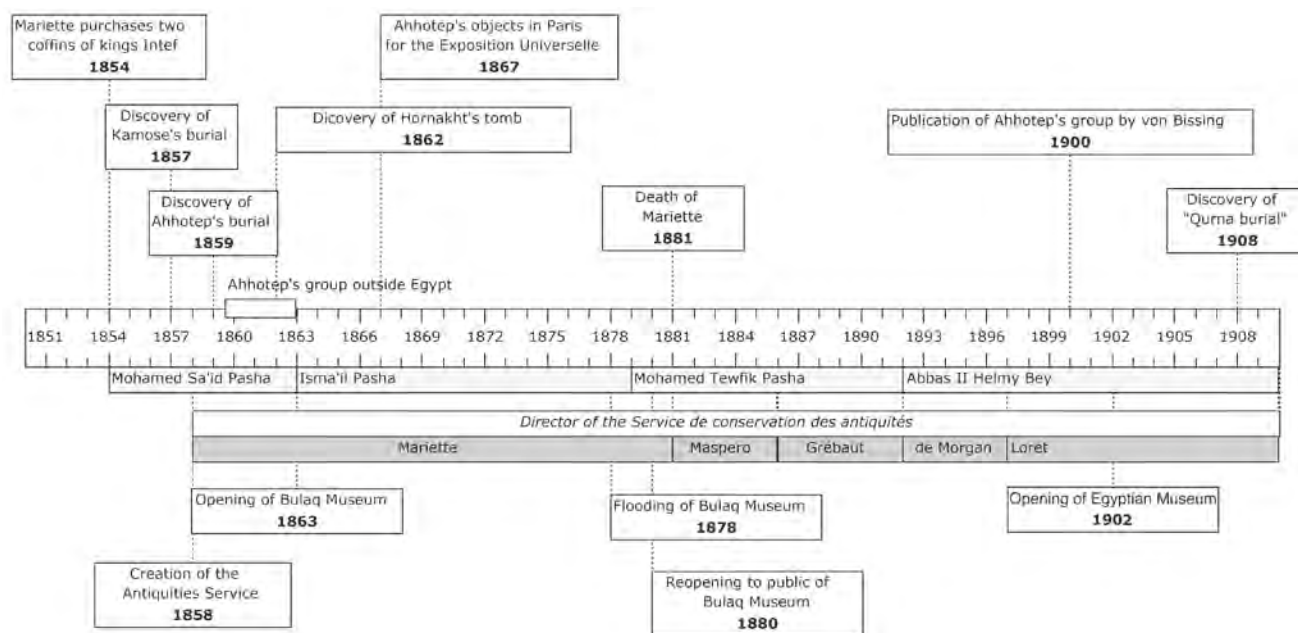 Mariette purchases two
coffins of kings Intef
1854
Ahhotep's objects in Paris
for the Exposition Universelle
1867
Discovery of
Kamose's burial
1857
Dicovery of Hornakht's tomb
1862
Publication of Ahhotep's group by von Bissing
1900
Discovery of
Ahhotep's burial
1859
Death of
Mariette
1881
Discovery of
"Qurna burial"
1908
Ahhotep's group outside Egypt
1851 1854 1857 1860 1863 1866 1869 1872 1875 1878 1881 1884 1887 1890 1893 1896 1899 1902 1905 1908
Mohamed Sa'id Pasha Isma'il Pasha Mohamed Tewfik Pasha Abbas II Helmy Bey
Director of the Service de conservation des antiquités
Mariette Maspero Grébaut de Morgan Loret
Opening of Bulaq Museum
1863
Flooding of Bulaq Museum
1878
Opening of Egyptian Museum
1902
Creation of the
Antiquities Service
1858
Reopening to public of
Bulaq Museum
1880